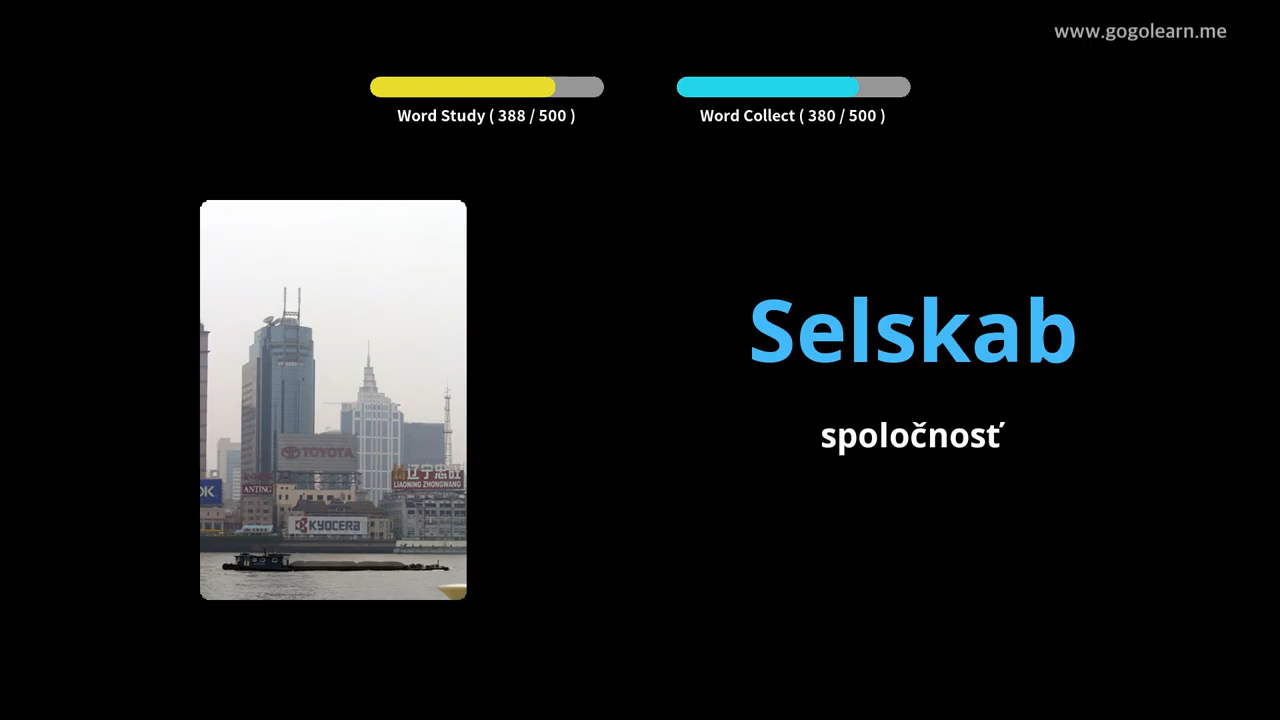 www.gogolearn.me
Word Study ( 388 / 500 )
Word Collect ( 380 / 500 )
Selskab
spoločnosť
TOYOTA
辽宁忠旺
LIAONING ZHONGWANG
OK
ANTING
KYOCERA